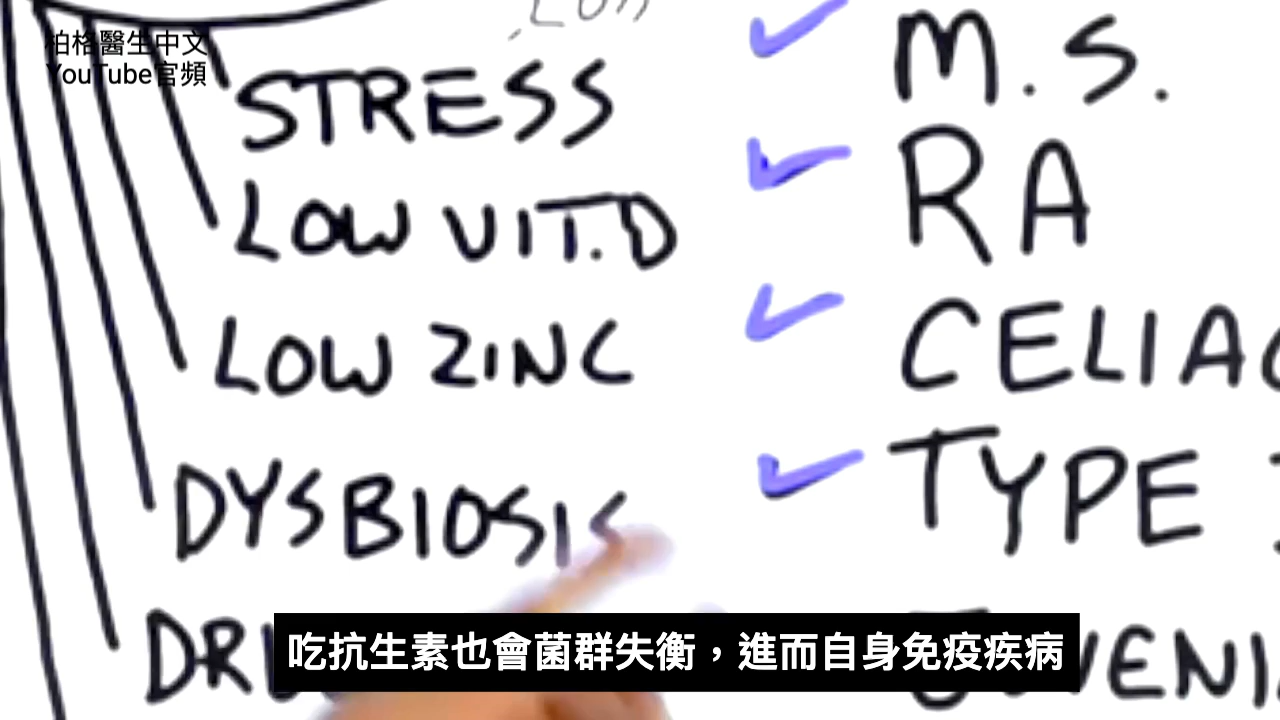 柏格醫生中文
YouTube官頻
STRESS
LOW VIT.D
LOW ZINC
DYSBIOSIS
M.S.
RA
CELIAC
TYPE
吃抗生素也會菌群失衡，進而自身免疫疾病